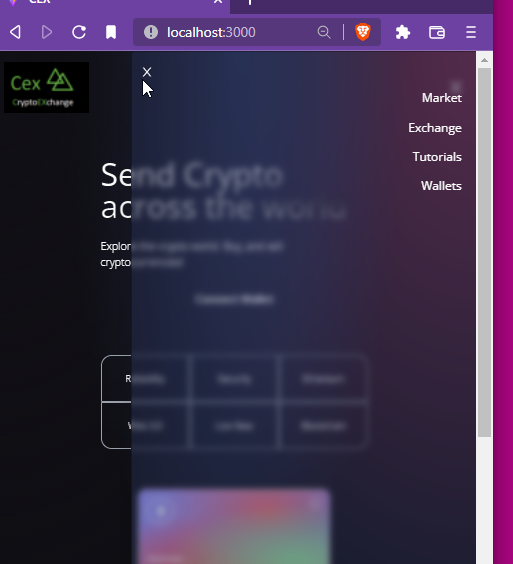 CEX
localhost:3000
Cex
CryptoEXchange
X
Market
Exchange
Tutorials
Wallets
Send Crypto
across the world
Explore the crypto world. Buy, and sell
cryptocurrencies
Connect Wallet
Reliability
Security
Ethereum
Web 3.0
Low fees
Blockchain